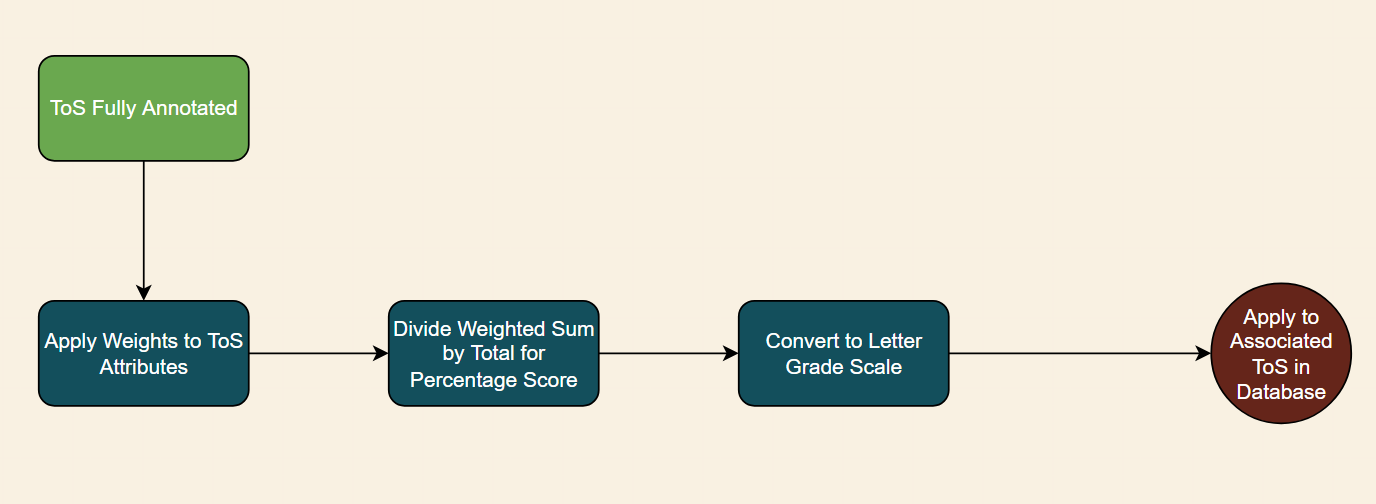 ToS Fully Annotated
Apply Weights to ToS
Attributes
Divide Weighted Sum
by Total for
Percentage Score
Convert to Letter
Grade Scale
Apply to
Associated
ToS in
Database